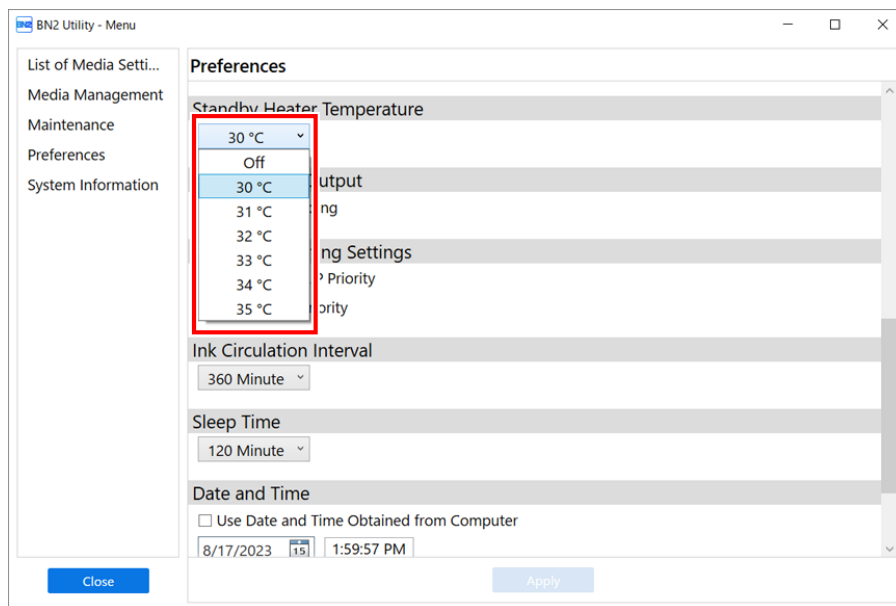 BN2 BN2 Utility - Menu
List of Media Setti...
Media Management
Maintenance
Preferences
System Information
Preferences
Standby Heater Temperature
30 °C
Off
30 °C
31 °C
32 °C
33 °C
34 °C
35 °C
utput
ng
ng Settings
Priority
ority
Ink Circulation Interval
360 Minute
Sleep Time
120 Minute
Date and Time
Use Date and Time Obtained from Computer
8/17/2023 15 1:59:57 PM
Close
Apply